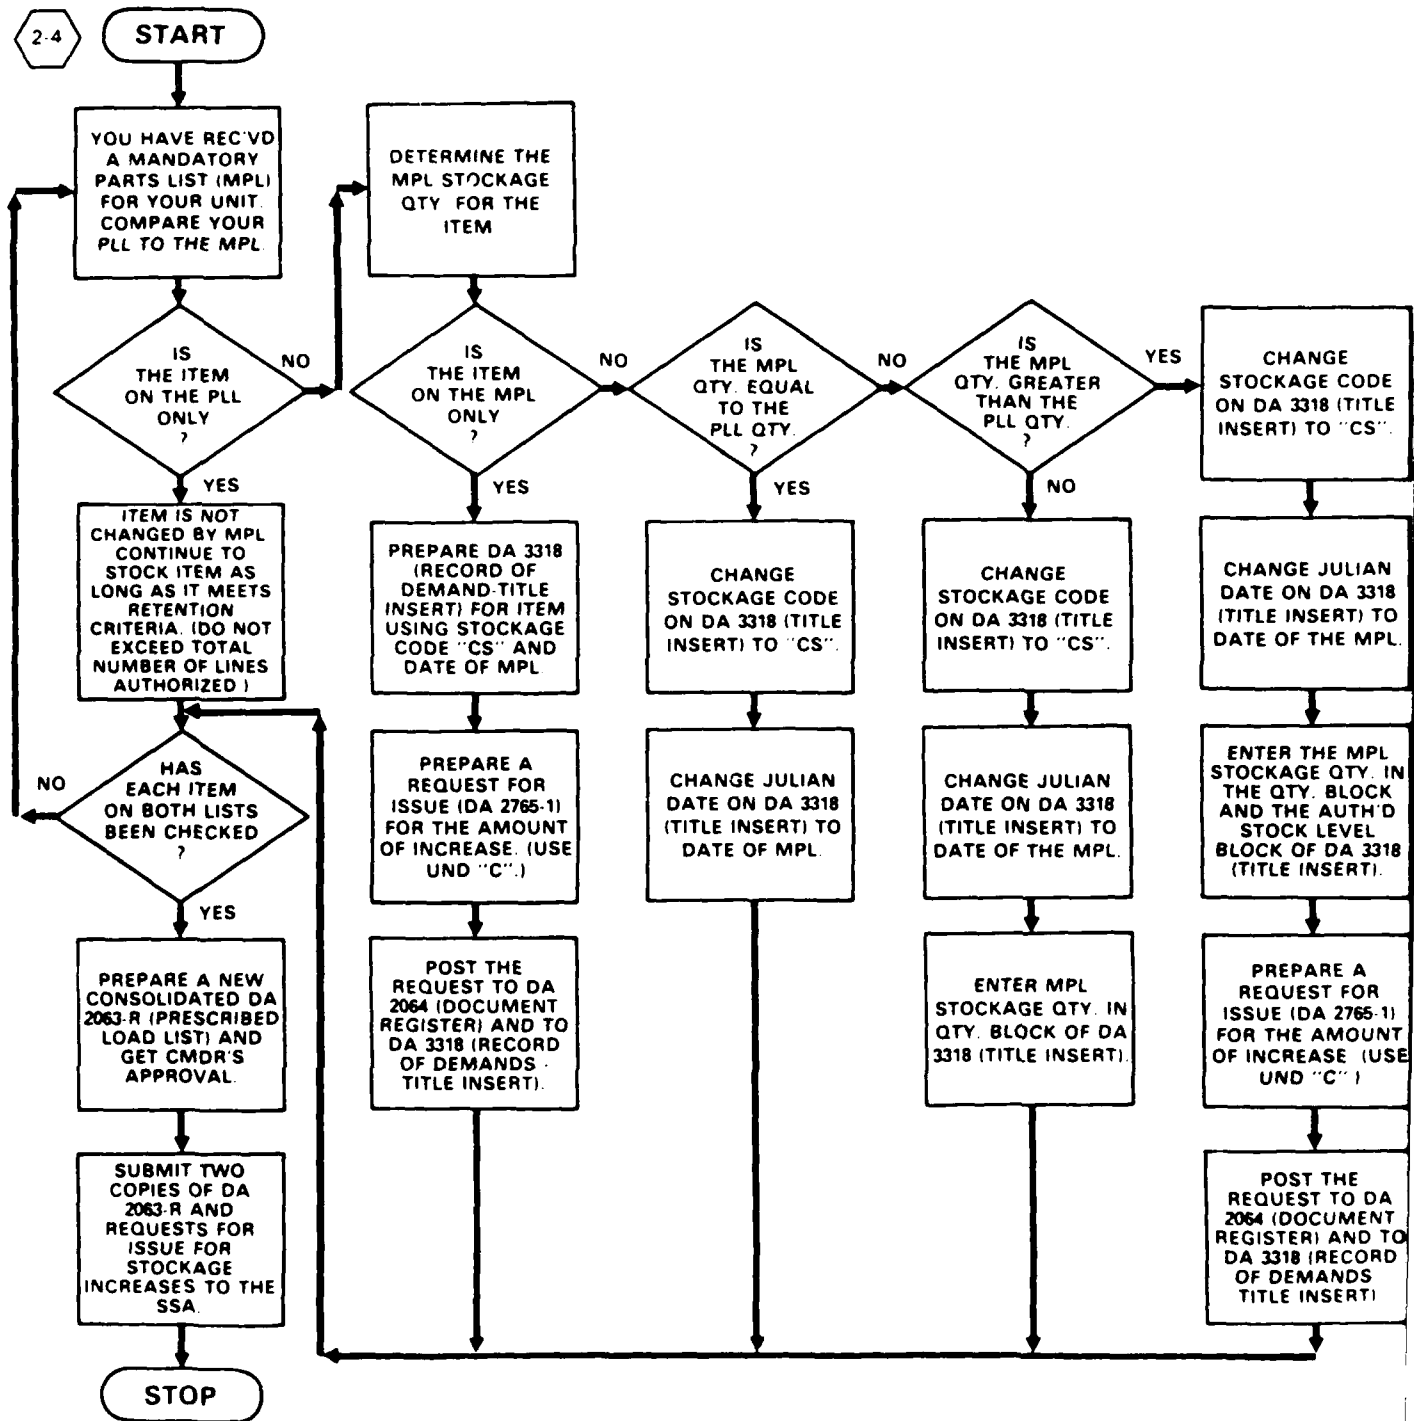 2-4
START
YOU HAVE REC'VD
A MANDATORY
PARTS LIST (MPL)
FOR YOUR UNIT.
COMPARE YOUR
PLL TO THE MPL.
IS
THE ITEM
ON THE PLL
ONLY
?
NO
YES
ITEM IS NOT
CHANGED BY MPL
CONTINUE TO
STOCK ITEM AS
LONG AS IT MEETS
RETENTION
CRITERIA. (DO NOT
EXCEED TOTAL
NUMBER OF LINES
AUTHORIZED )
HAS
EACH ITEM
ON BOTH LISTS
BEEN CHECKED
?
NO
YES
PREPARE A NEW
CONSOLIDATED DA
2063-R (PRESCRIBED
LOAD LIST) AND
GET CMDR'S
APPROVAL.
SUBMIT TWO
COPIES OF DA
2063-R AND
REQUESTS FOR
ISSUE FOR
STOCKAGE
INCREASES TO THE
SSA.
STOP
DETERMINE THE
MPL STOCKAGE
QTY FOR THE
ITEM
IS
THE ITEM
ON THE MPL
ONLY
?
NO
YES
PREPARE DA 3318
(RECORD OF
DEMAND-TITLE
INSERT) FOR ITEM
USING STOCKAGE
CODE "CS" AND
DATE OF MPL.
PREPARE A
REQUEST FOR
ISSUE (DA 2765-1)
FOR THE AMOUNT
OF INCREASE. (USE
UND "C".)
POST THE
REQUEST TO DA
2064 (DOCUMENT
REGISTER) AND TO
DA 3318 (RECORD
OF DEMANDS -
TITLE INSERT).
IS
THE MPL
QTY. EQUAL
TO THE
PLL QTY.
?
NO
YES
CHANGE
STOCKAGE CODE
ON DA 3318 (TITLE
INSERT) TO "CS".
CHANGE JULIAN
DATE ON DA 3318
(TITLE INSERT) TO
DATE OF MPL.
IS
THE MPL
QTY. GREATER
THAN THE
PLL QTY.
?
YES
NO
CHANGE
STOCKAGE CODE
ON DA 3318 (TITLE
INSERT) TO "CS".
CHANGE JULIAN
DATE ON DA 3318
(TITLE INSERT) TO
DATE OF THE MPL.
ENTER MPL
STOCKAGE QTY. IN
QTY. BLOCK OF DA
3318 (TITLE INSERT).
CHANGE
STOCKAGE CODE
ON DA 3318 (TITLE
INSERT) TO "CS".
CHANGE JULIAN
DATE ON DA 3318
(TITLE INSERT) TO
DATE OF THE MPL.
ENTER THE MPL
STOCKAGE QTY. IN
THE QTY. BLOCK
AND THE AUTH'D
STOCK LEVEL
BLOCK OF DA 3318
(TITLE INSERT).
PREPARE A
REQUEST FOR
ISSUE (DA 2765-1)
FOR THE AMOUNT
OF INCREASE (USE
UND "C" )
POST THE
REQUEST TO DA
2064 (DOCUMENT
REGISTER) AND TO
DA 3318 (RECORD
OF DEMANDS
TITLE INSERT)